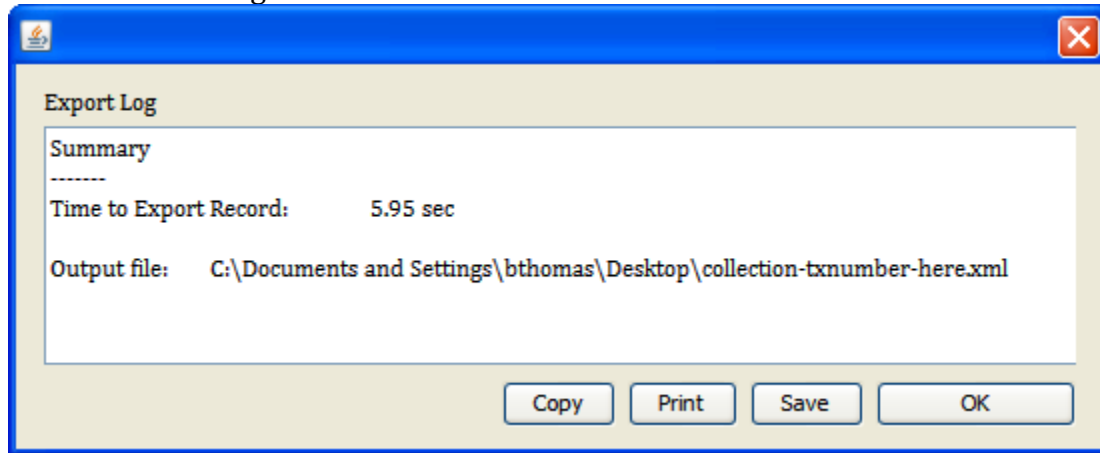 Export Log
Summary
-------
Time to Export Record: 5.95 sec
Output file: C:\Documents and Settings\bthomas\Desktop\collection-txnumber-here.xml
Copy Print Save OK